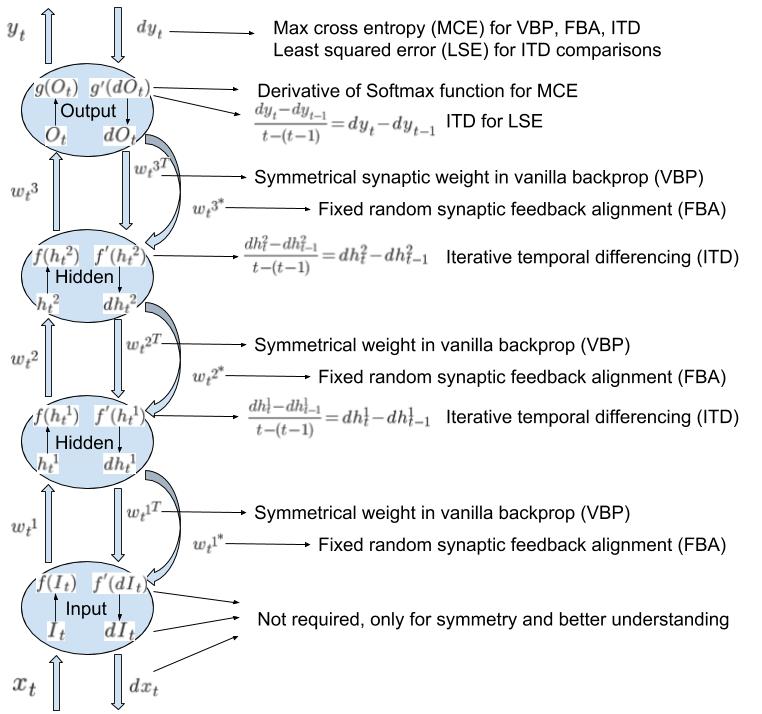 y_t dy_t
Max cross entropy (MCE) for VBP, FBA, ITD
Least squared error (LSE) for ITD comparisons
g(O_t) g'(dO_t)
Derivative of Softmax function for MCE
Output
\frac{dy_t-dy_{t-1}}{t-(t-1)} = dy_t-dy_{t-1} ITD for LSE
O_t dO_t
w_t^{3T} Symmetrical synaptic weight in vanilla backprop (VBP)
w_t^3
w_t^{3*} Fixed random synaptic feedback alignment (FBA)
f(h_t^2) f'(h_t^2) \frac{dh_t^2-dh_{t-1}^2}{t-(t-1)} = dh_t^2-dh_{t-1}^2 Iterative temporal differencing (ITD)
Hidden
h_t^2 dh_t^2
w_t^{2T} Symmetrical weight in vanilla backprop (VBP)
w_t^2
w_t^{2*} Fixed random synaptic feedback alignment (FBA)
f(h_t^1) f'(h_t^1) \frac{dh_t^1-dh_{t-1}^1}{t-(t-1)} = dh_t^1-dh_{t-1}^1 Iterative temporal differencing (ITD)
Hidden
h_t^1 dh_t^1
w_t^{1T} Symmetrical weight in vanilla backprop (VBP)
w_t^1
w_t^{1*} Fixed random synaptic feedback alignment (FBA)
f(I_t) f'(dI_t)
Input
Not required, only for symmetry and better understanding
I_t dI_t
x_t dx_t